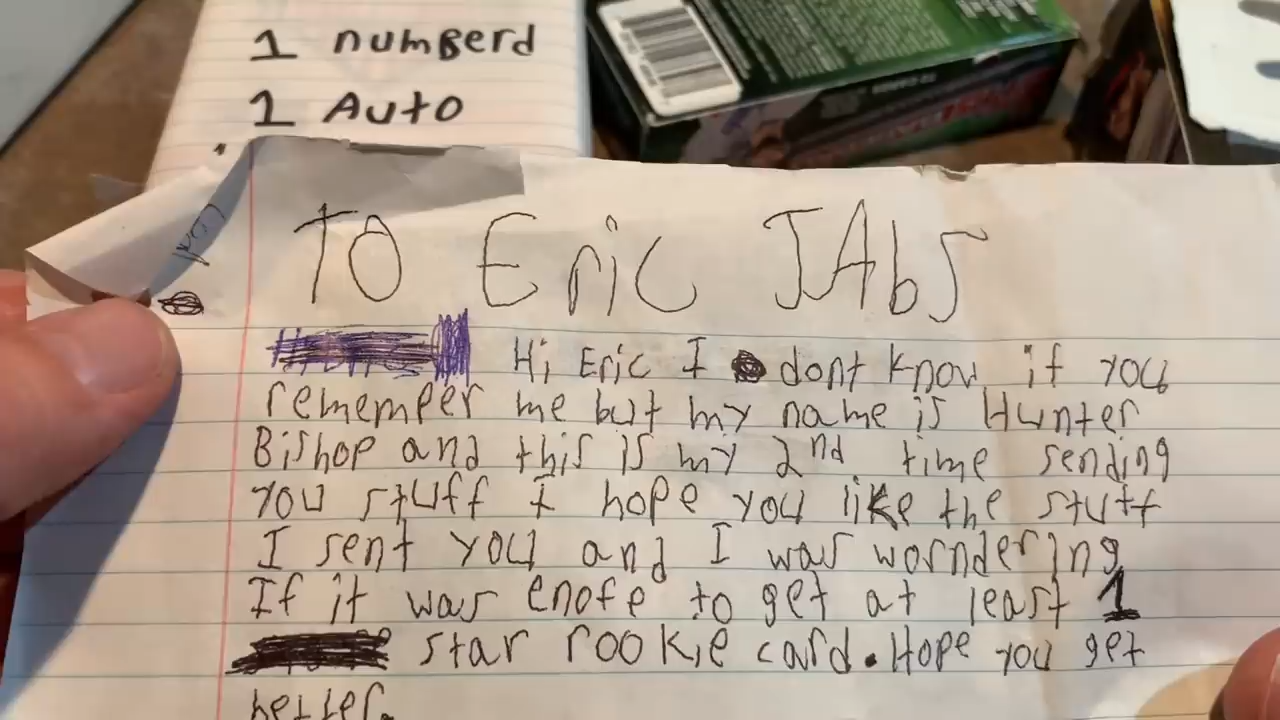 1 numberd
1 Auto
TO Eric JAbs
Hi Eric I dont know if you
rememper me but my name is Hunter
Bishop and this is my 2nd time sending
you stuff I hope you like the stuff
I sent you and I was worndering
If it was enofe to get at least 1
star rookie card. Hope you get
better.